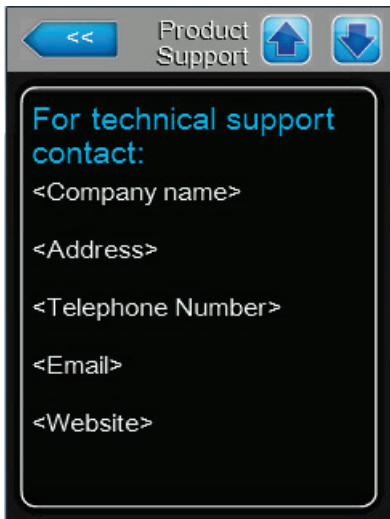 <<
Product
Support
For technical support
contact:
<Company name>
<Address>
<Telephone Number>
<Email>
<Website>